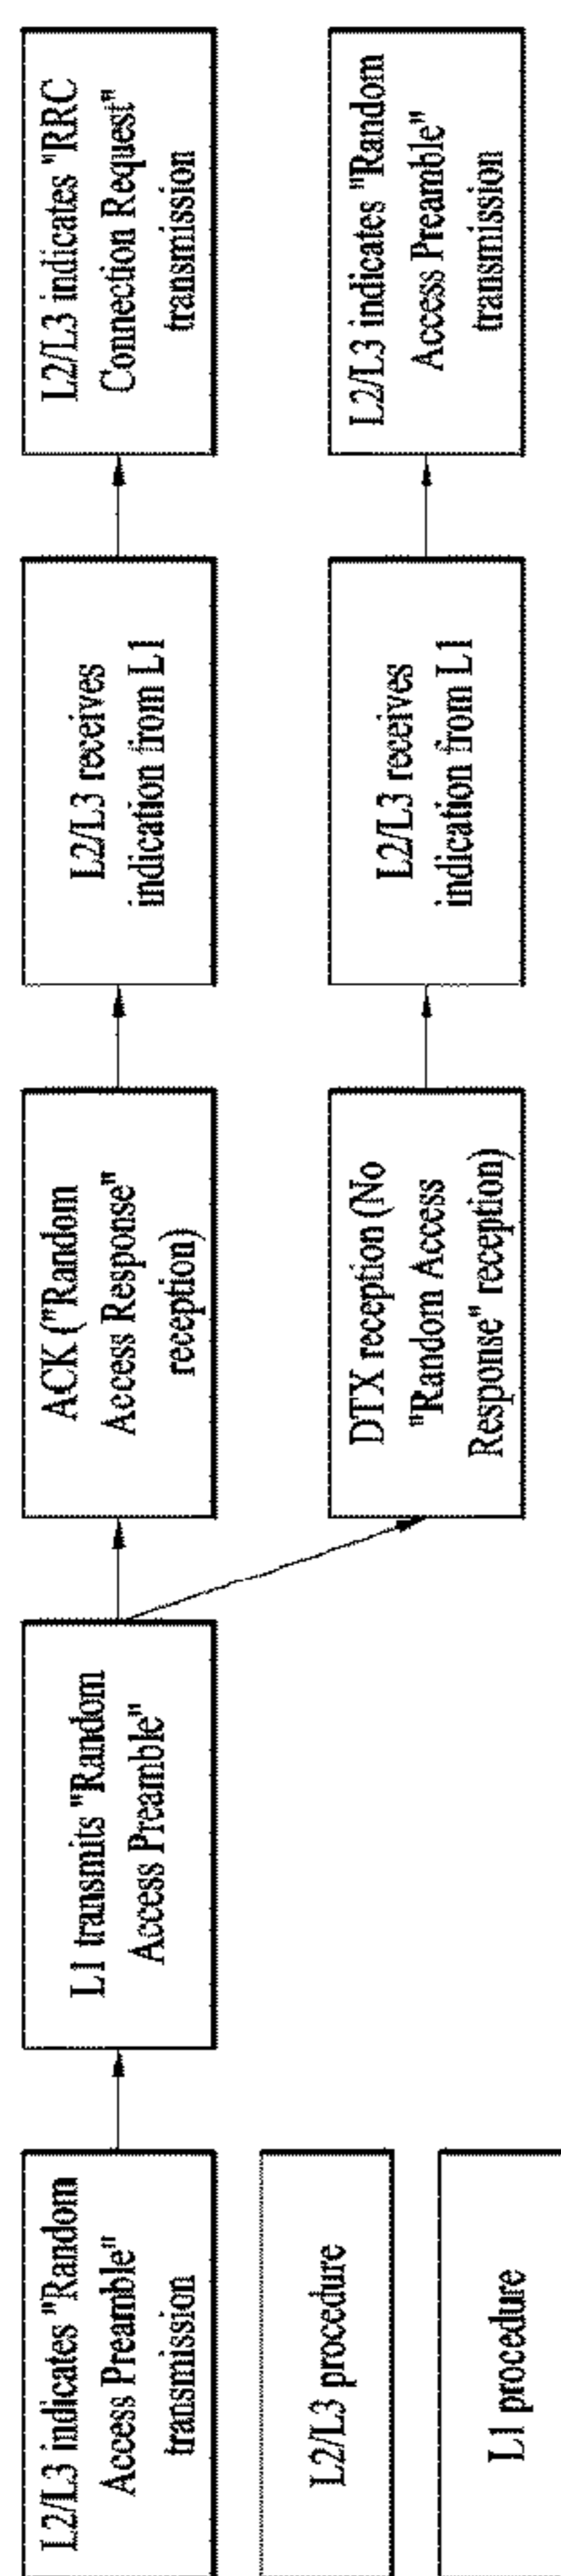 L2/L3 indicates "Random
Access Preamble"
transmission
L1 transmits "Random
Access Preamble"
ACK ("Random
Access Response"
reception)
L2/L3 receives
indication from L1
L2/L3 indicates "RRC
Connection Request"
transmission
DTX reception (No
"Random Access
Response" reception)
L2/L3 receives
indication from L1
L2/L3 indicates "Random
Access Preamble"
transmission
L2/L3 procedure
L1 procedure